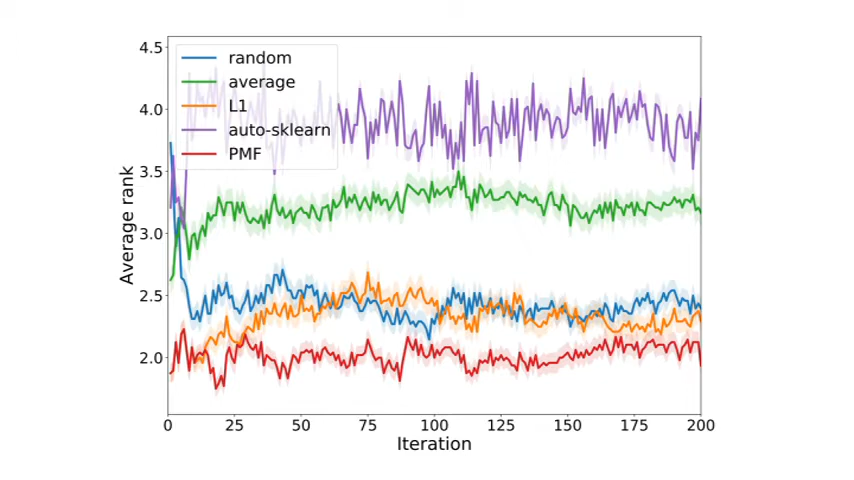 4.5
4.0
3.5
3.0
2.5
2.0
Average rank
random
average
L1
auto-sklearn
PMF
0 25 50 75 100 125 150 175 200
Iteration